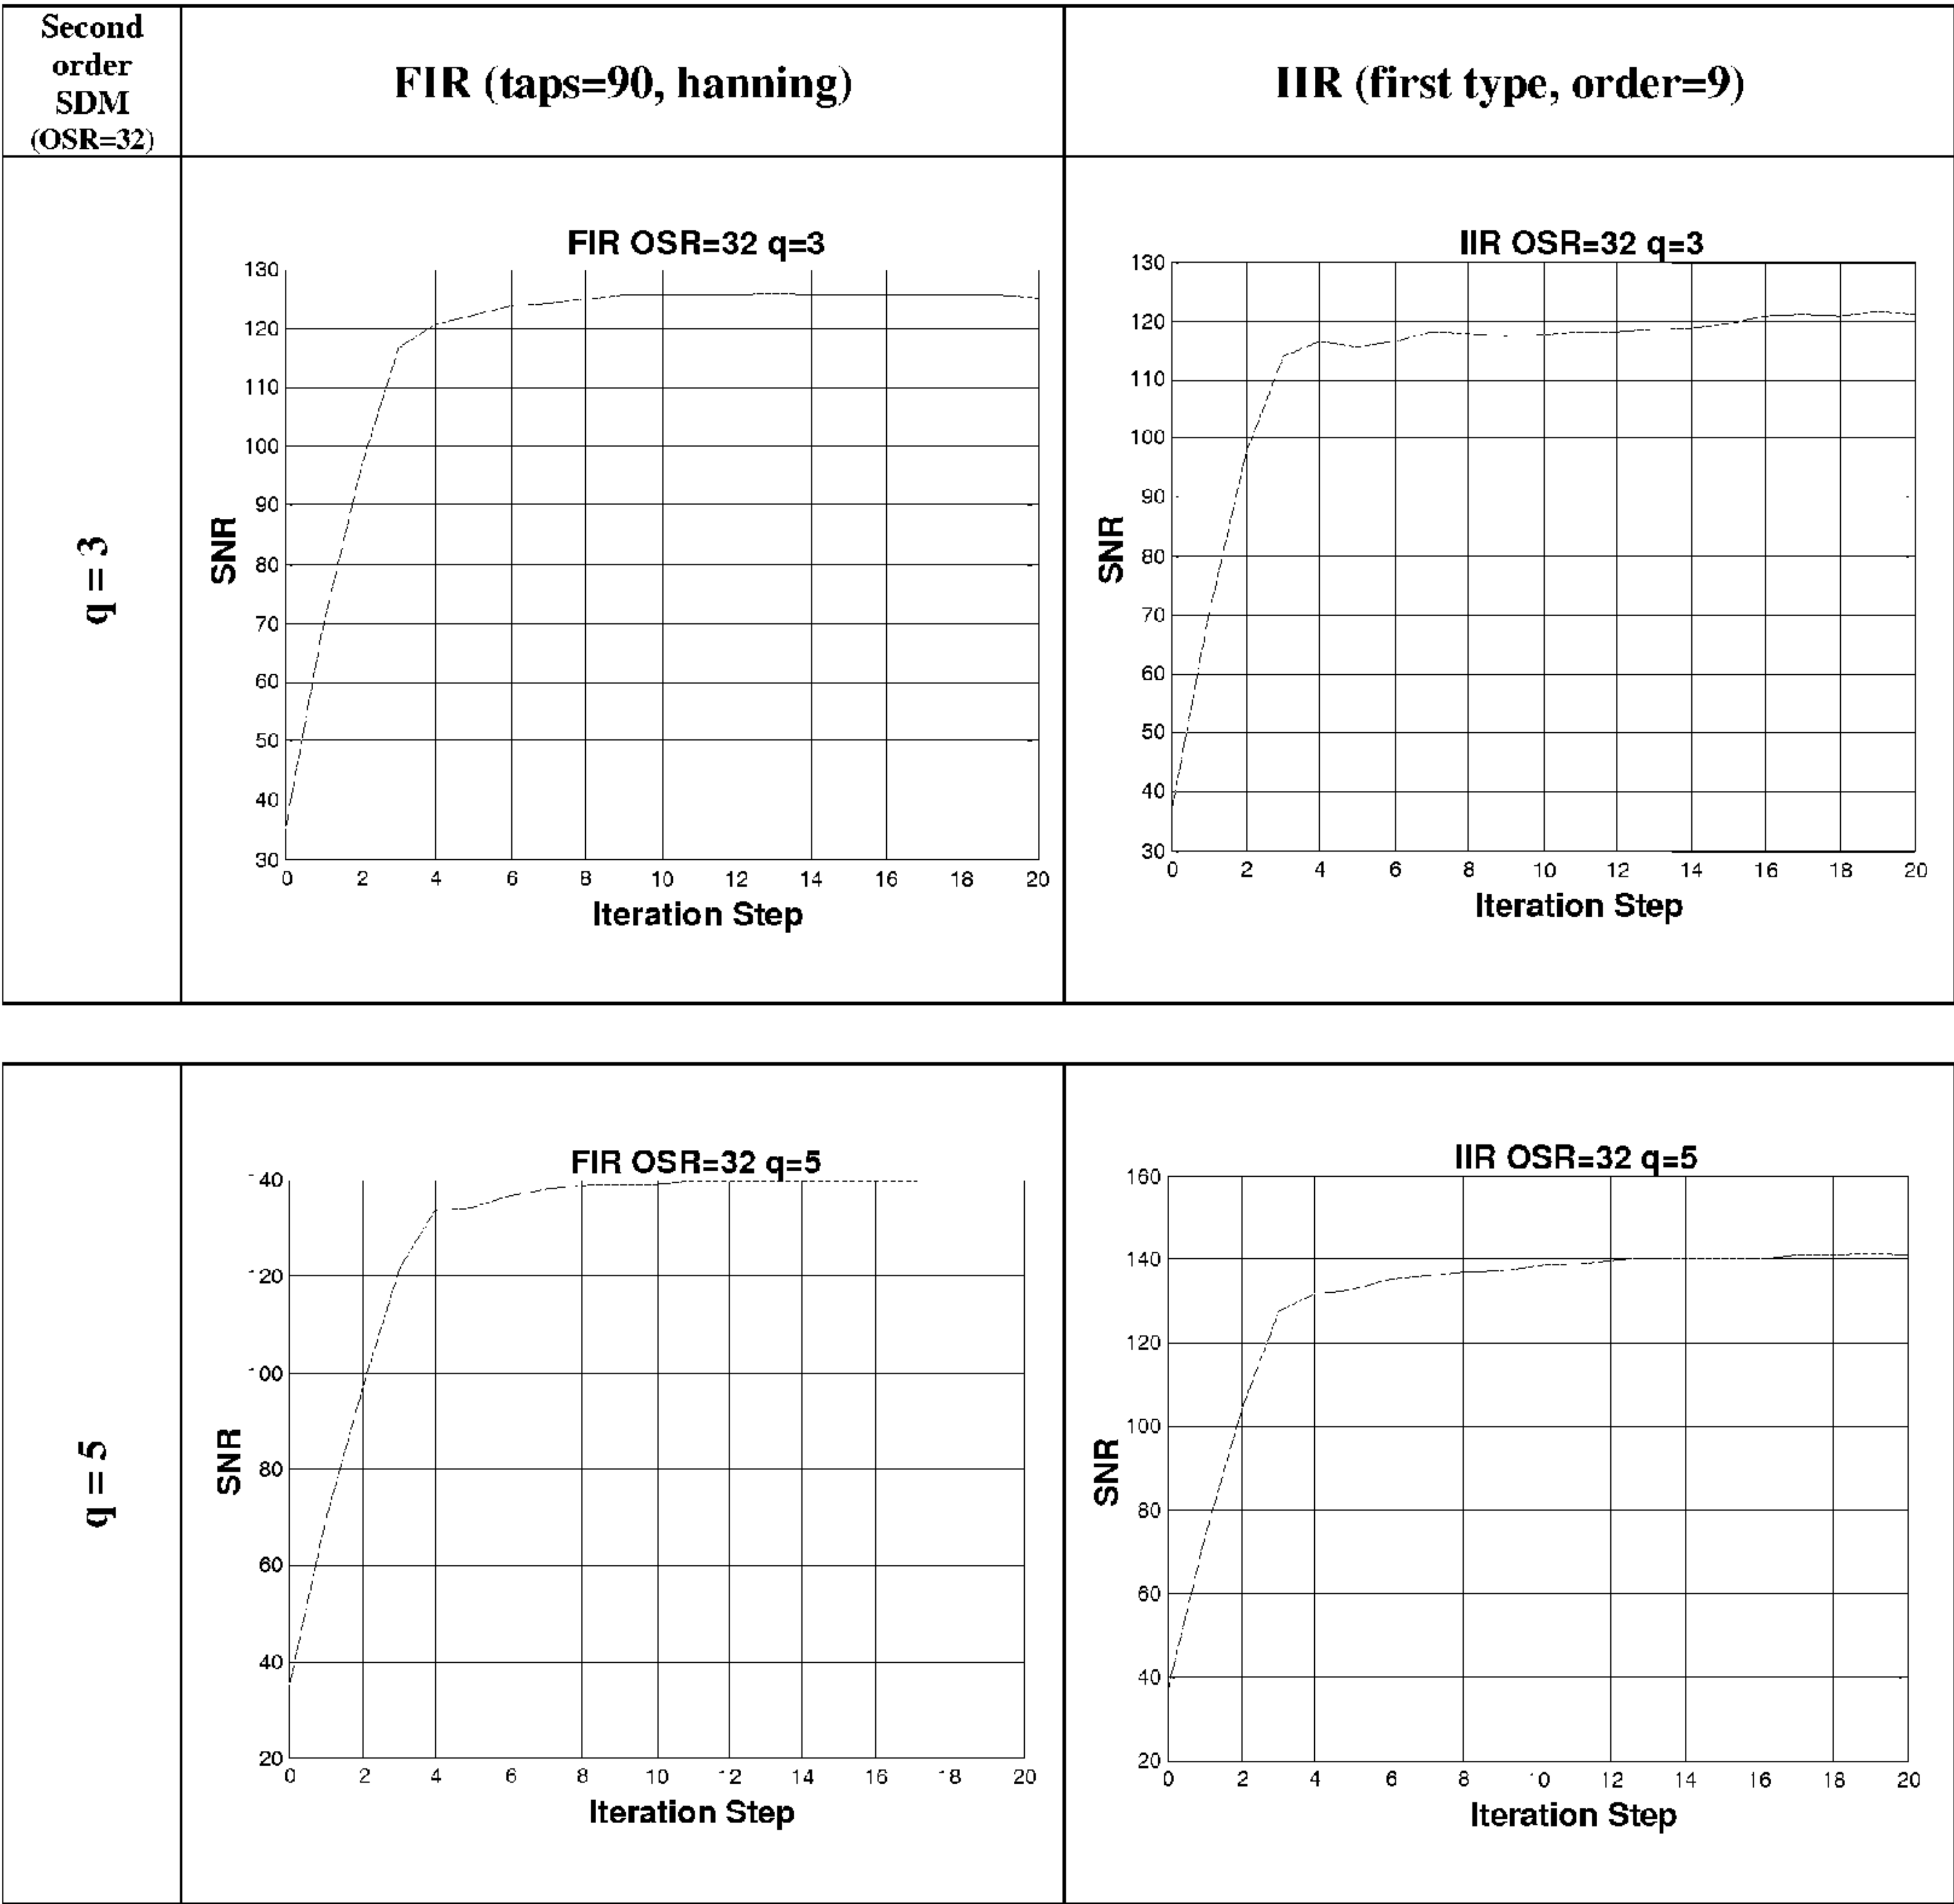 Second
order
SDM
(OSR=32)
FIR (taps=90, hanning)
IIR (first type, order=9)
q = 3
FIR OSR=32 q=3
130
120
110
100
90
80
70
60
50
40
30
SNR
0 2 4 6 8 10 12 14 16 18 20
Iteration Step
IIR OSR=32 q=3
130
120
110
100
90
80
70
60
50
40
30
SNR
0 2 4 6 8 10 12 14 16 18 20
Iteration Step
q = 5
FIR OSR=32 q=5
140
120
100
80
60
40
20
SNR
0 2 4 6 8 10 12 14 16 18 20
Iteration Step
IIR OSR=32 q=5
160
140
120
100
80
60
40
20
SNR
0 2 4 6 8 10 12 14 16 18 20
Iteration Step